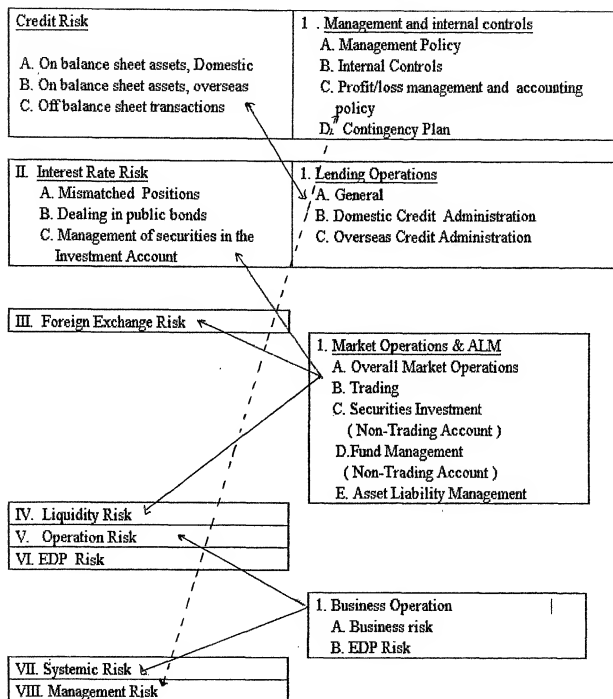 Credit Risk
A. On balance sheet assets, Domestic
B. On balance sheet assets, overseas
C. Off balance sheet transactions
1 . Management and internal controls
A. Management Policy
B. Internal Controls
C. Profit/loss management and accounting
policy
D. Contingency Plan
II. Interest Rate Risk
A. Mismatched Positions
B. Dealing in public bonds
C. Management of securities in the
Investment Account
1. Lending Operations
A. General
B. Domestic Credit Administration
C. Overseas Credit Administration
III. Foreign Exchange Risk
1. Market Operations & ALM
A. Overall Market Operations
B. Trading
C. Securities Investment
( Non-Trading Account )
D.Fund Management
( Non-Trading Account )
E. Asset Liability Management
IV. Liquidity Risk
V. Operation Risk
VI. EDP Risk
1. Business Operation
A. Business risk
B. EDP Risk
VII. Systemic Risk
VIII. Management Risk